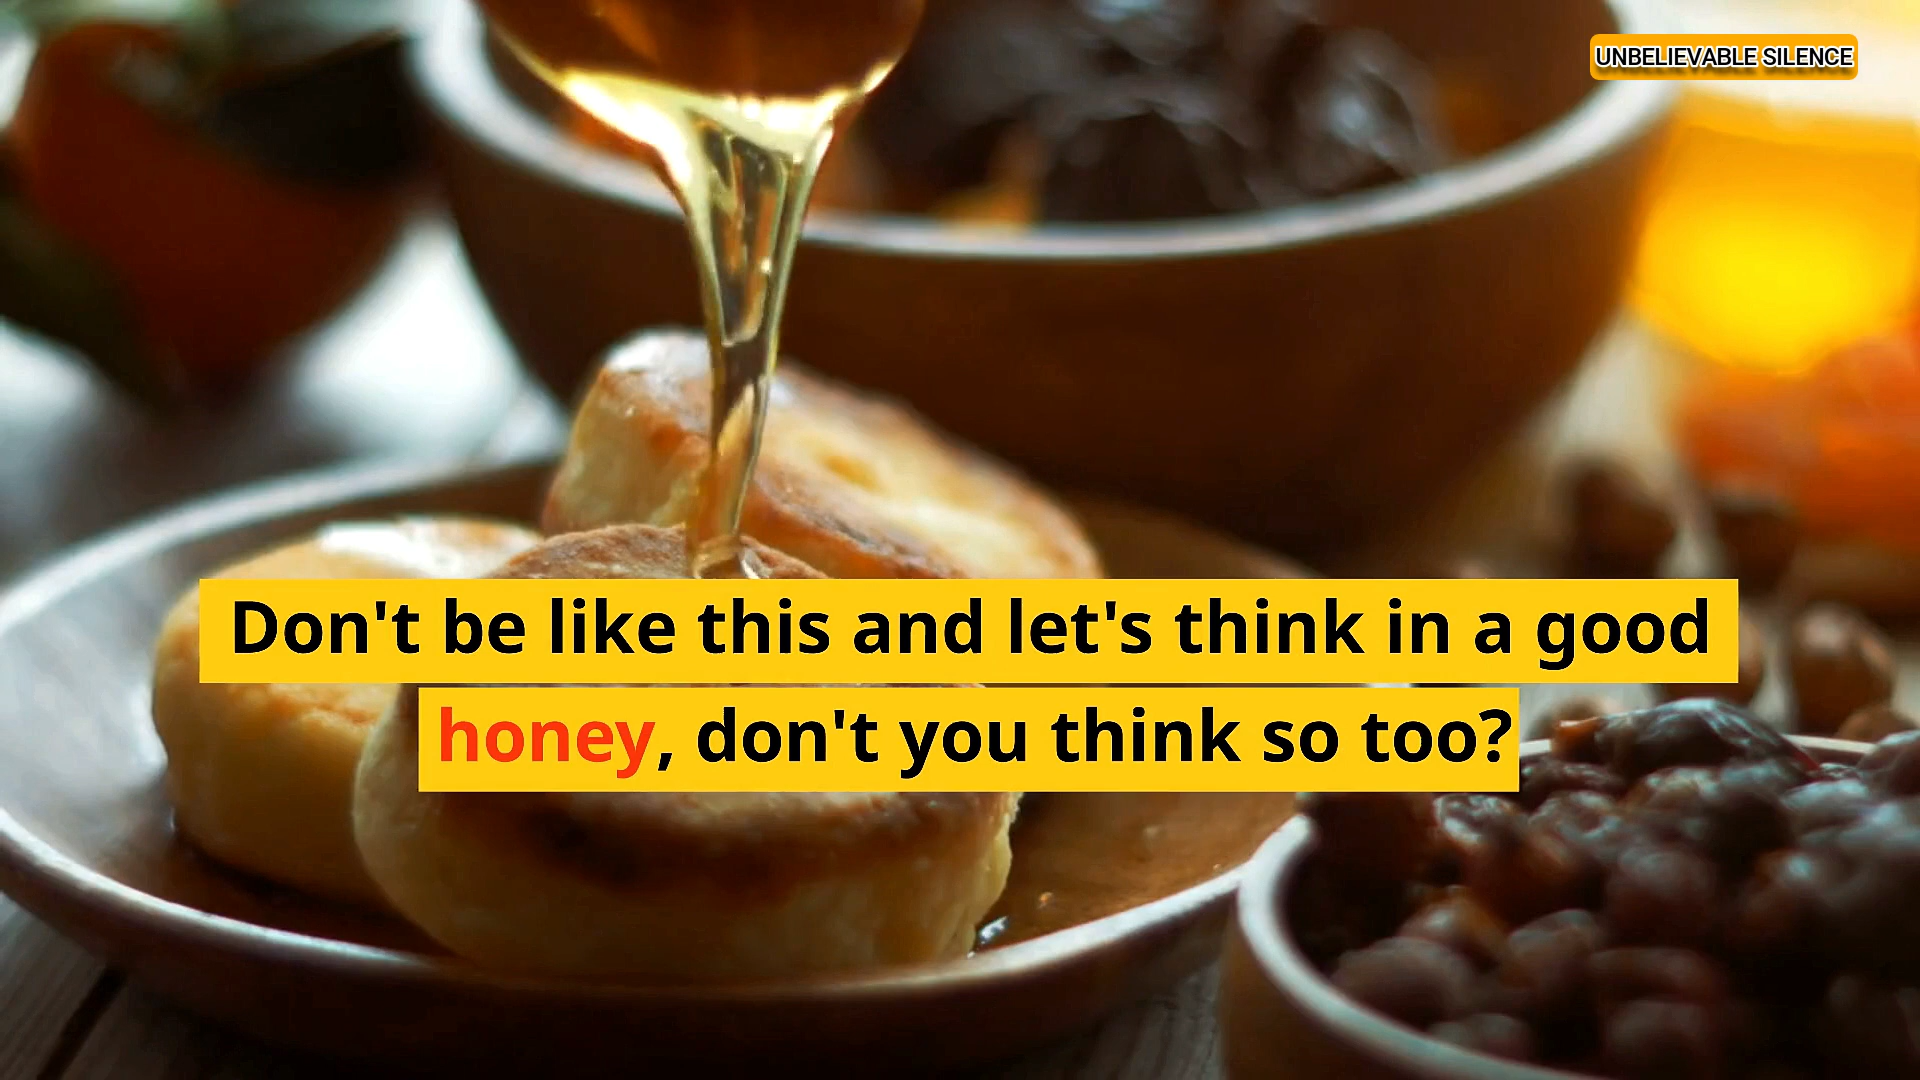 UNBELIEVABLE SILENCE
Don't be like this and let's think in a good
honey, don't you think so too?